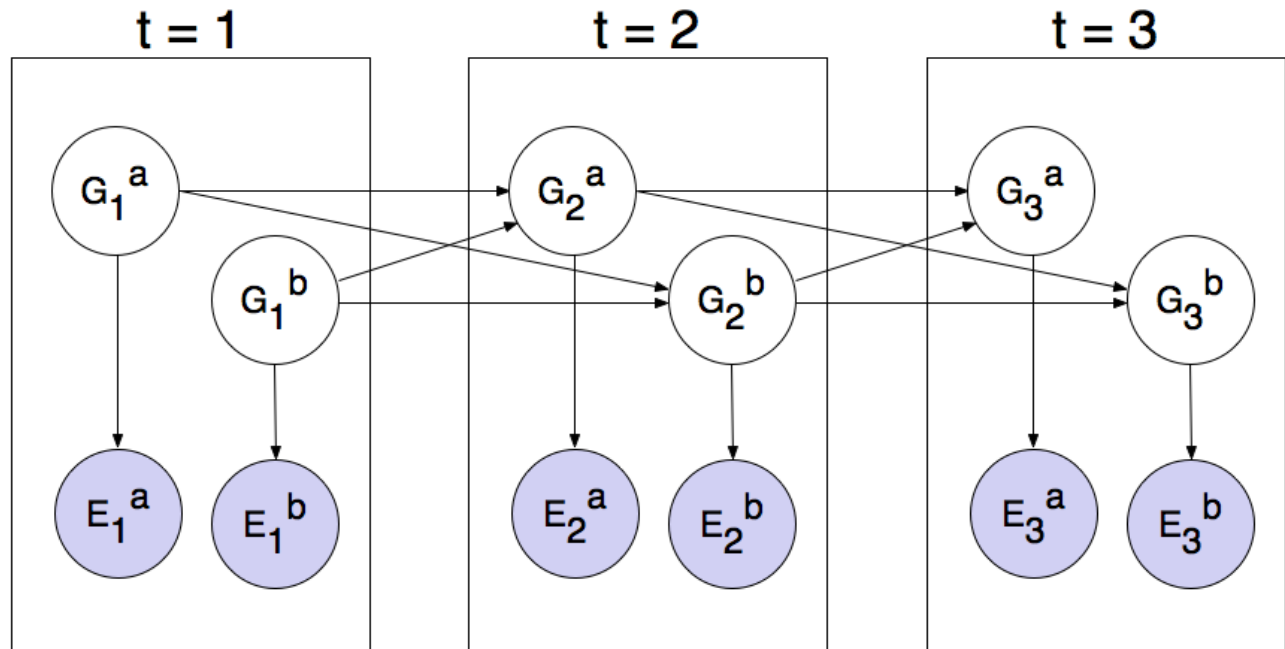 t = 1 t = 2 t = 3
G₁ᵃ G₂ᵃ G₃ᵃ
G₁ᵇ G₂ᵇ G₃ᵇ
E₁ᵃ E₁ᵇ E₂ᵃ E₂ᵇ E₃ᵃ E₃ᵇ